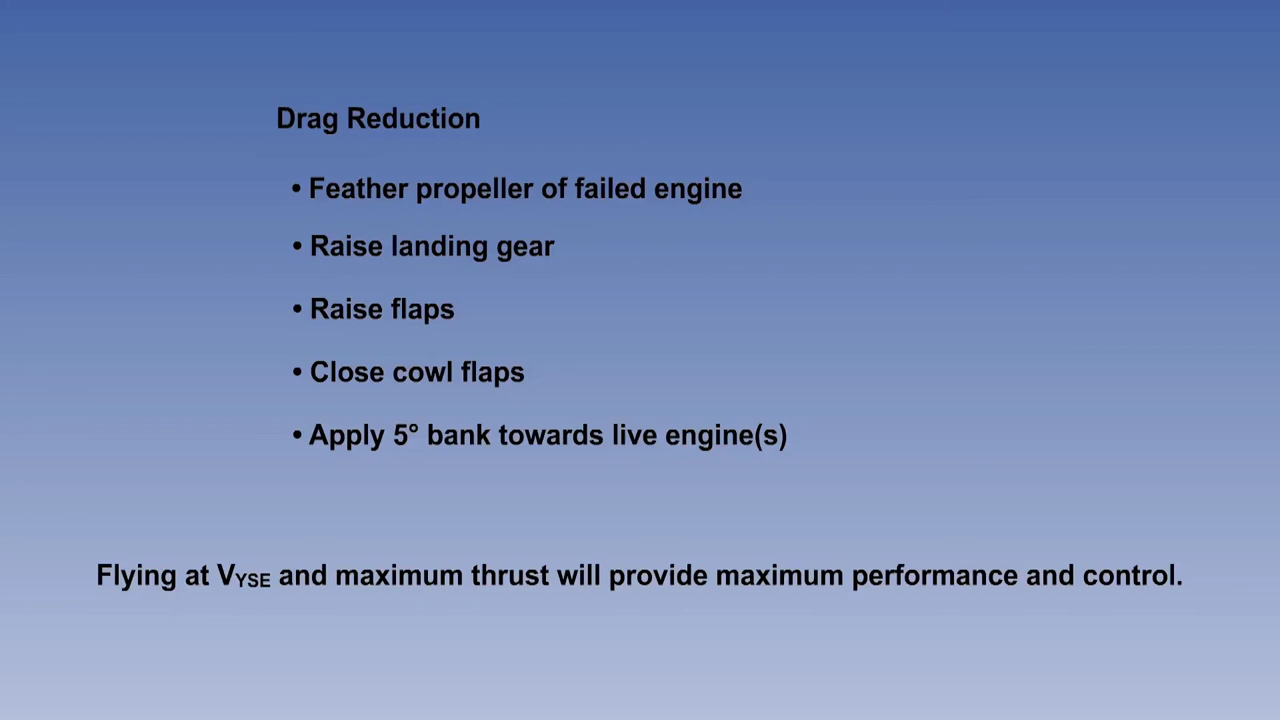 Drag Reduction
• Feather propeller of failed engine
• Raise landing gear
• Raise flaps
• Close cowl flaps
• Apply 5° bank towards live engine(s)
Flying at VYSE and maximum thrust will provide maximum performance and control.